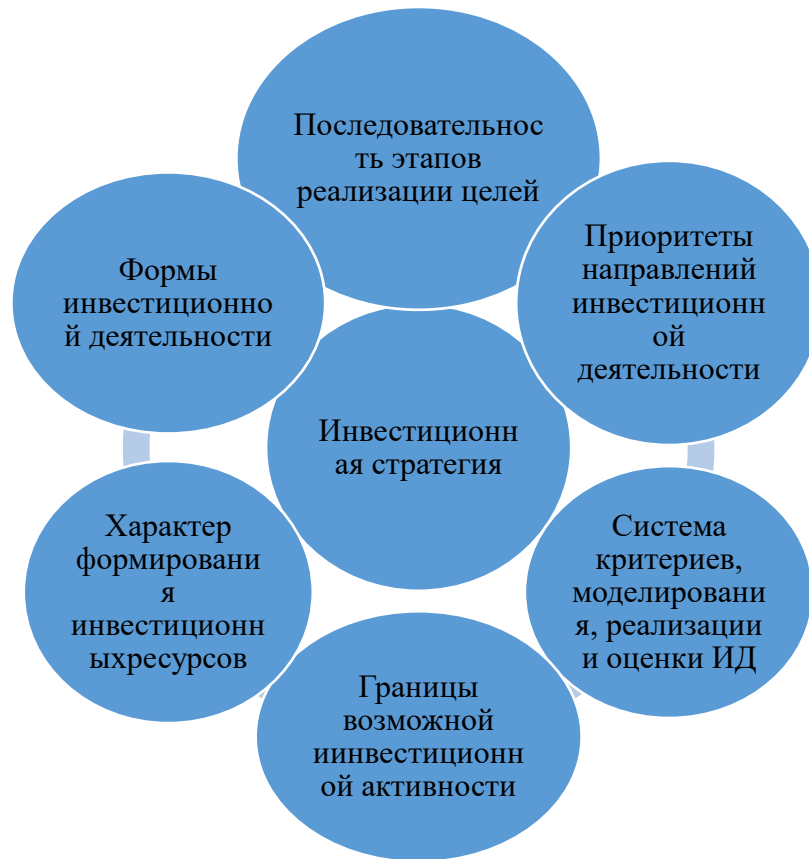 Последовательнос
ть этапов
реализации целей
Приоритеты
направлений
инвестиционн
ой
деятельности
Система
критериев,
моделировани
я, реализации
и оценки ИД
Границы
возможной
иинвестиционн
ой активности
Характер
формировани
я
инвестиционн
ыхресурсов
Формы
инвестиционно
й деятельности
Инвестиционн
ая стратегия